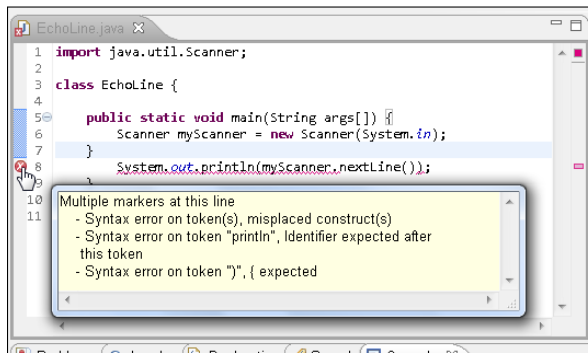 EchoLine.java
1 import java.util.Scanner;
2
3 class EchoLine {
4
5 public static void main(String args[]) {
6 Scanner myScanner = new Scanner(System.in);
7 }
8 System.out.println(myScanner.nextLine());
9 }
10
11
Multiple markers at this line
- Syntax error on token(s), misplaced construct(s)
- Syntax error on token "println", Identifier expected after
this token
- Syntax error on token ")", { expected